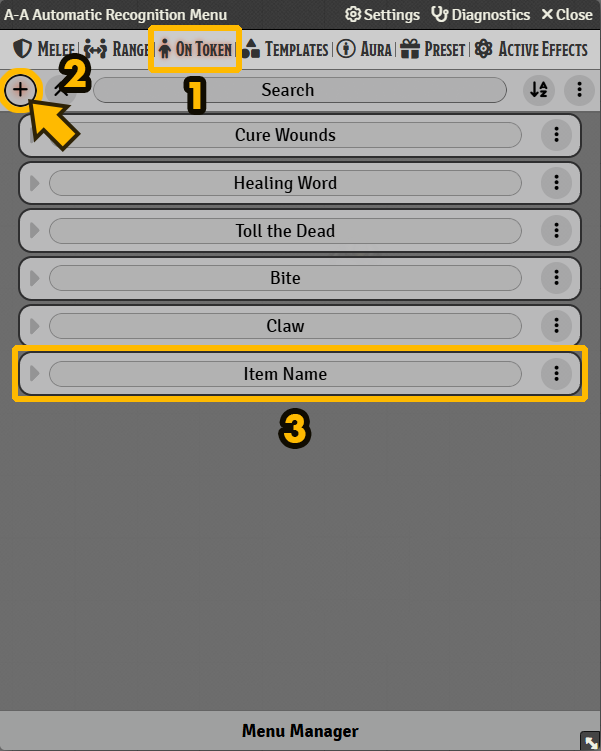 A-A Automatic Recognition Menu Settings Diagnostics Close
MELEE RANGE ON TOKEN TEMPLATES AURA PRESET ACTIVE EFFECTS
2
1
Search
Cure Wounds
Healing Word
Toll the Dead
Bite
Claw
Item Name
3
Menu Manager